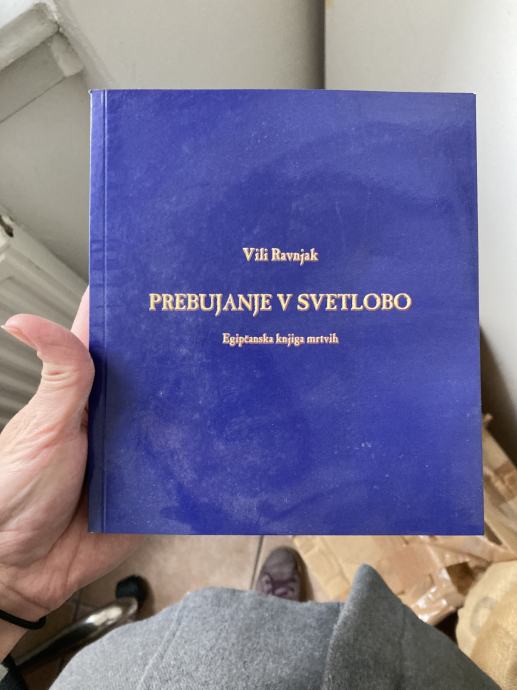 Vili Ravnjak
PREBUJANJE V SVETLOBO
Egipčanska knjiga mrtvih